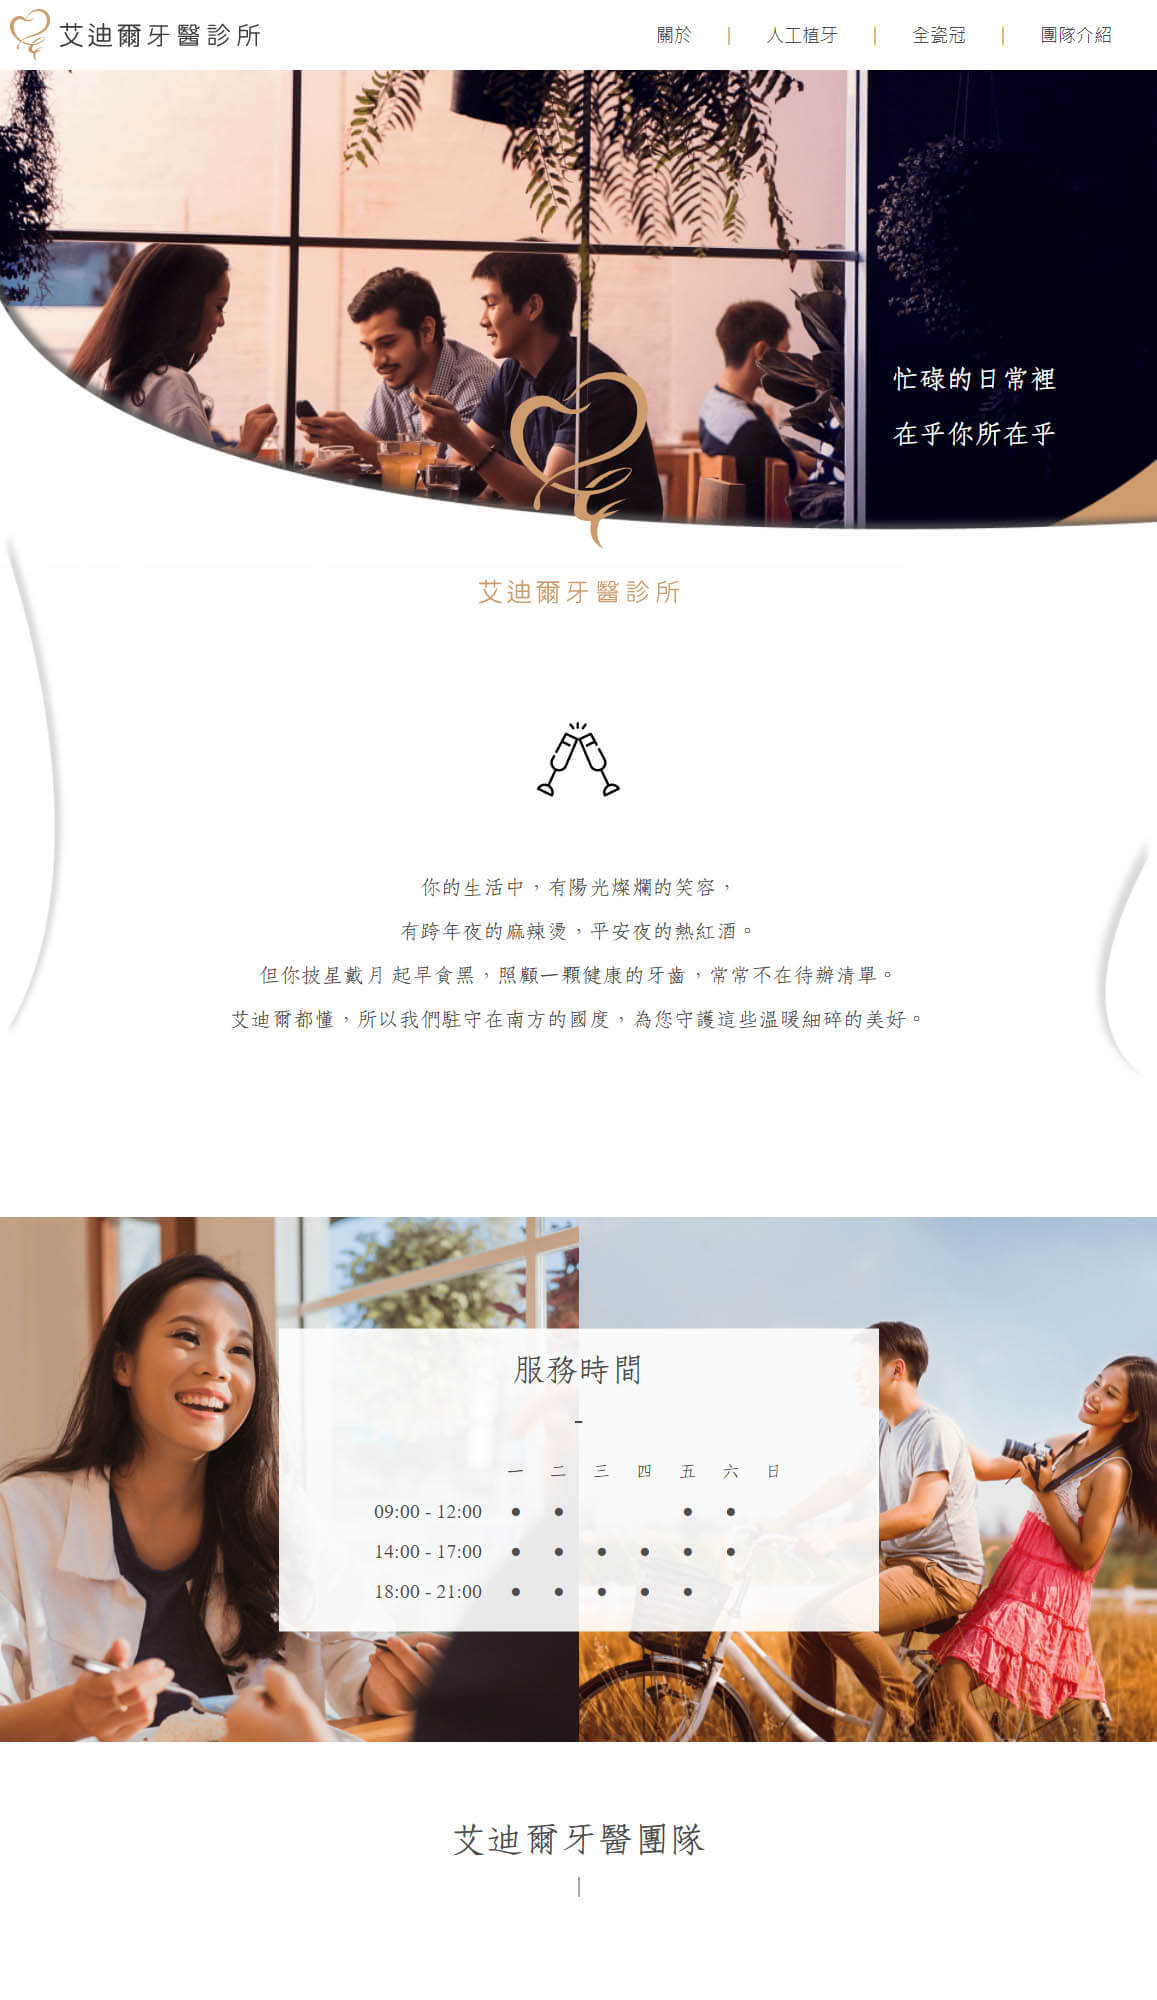 艾迪爾牙醫診所
關於 | 人工植牙 | 全瓷冠 | 團隊介紹
忙碌的日常裡
在乎你所在乎
艾迪爾牙醫診所
你的生活中，有陽光燦爛的笑容，
有跨年夜的麻辣燙，平安夜的熱紅酒。
但你披星戴月 起早貪黑，照顧一顆健康的牙齒，常常不在待辦清單。
艾迪爾都懂，所以我們駐守在南方的國度，為您守護這些溫暖細碎的美好。
服務時間
-
一 二 三 四 五 六 日
09:00 - 12:00 ● ● ● ●
14:00 - 17:00 ● ● ● ● ● ●
18:00 - 21:00 ● ● ● ● ●
艾迪爾牙醫團隊
|